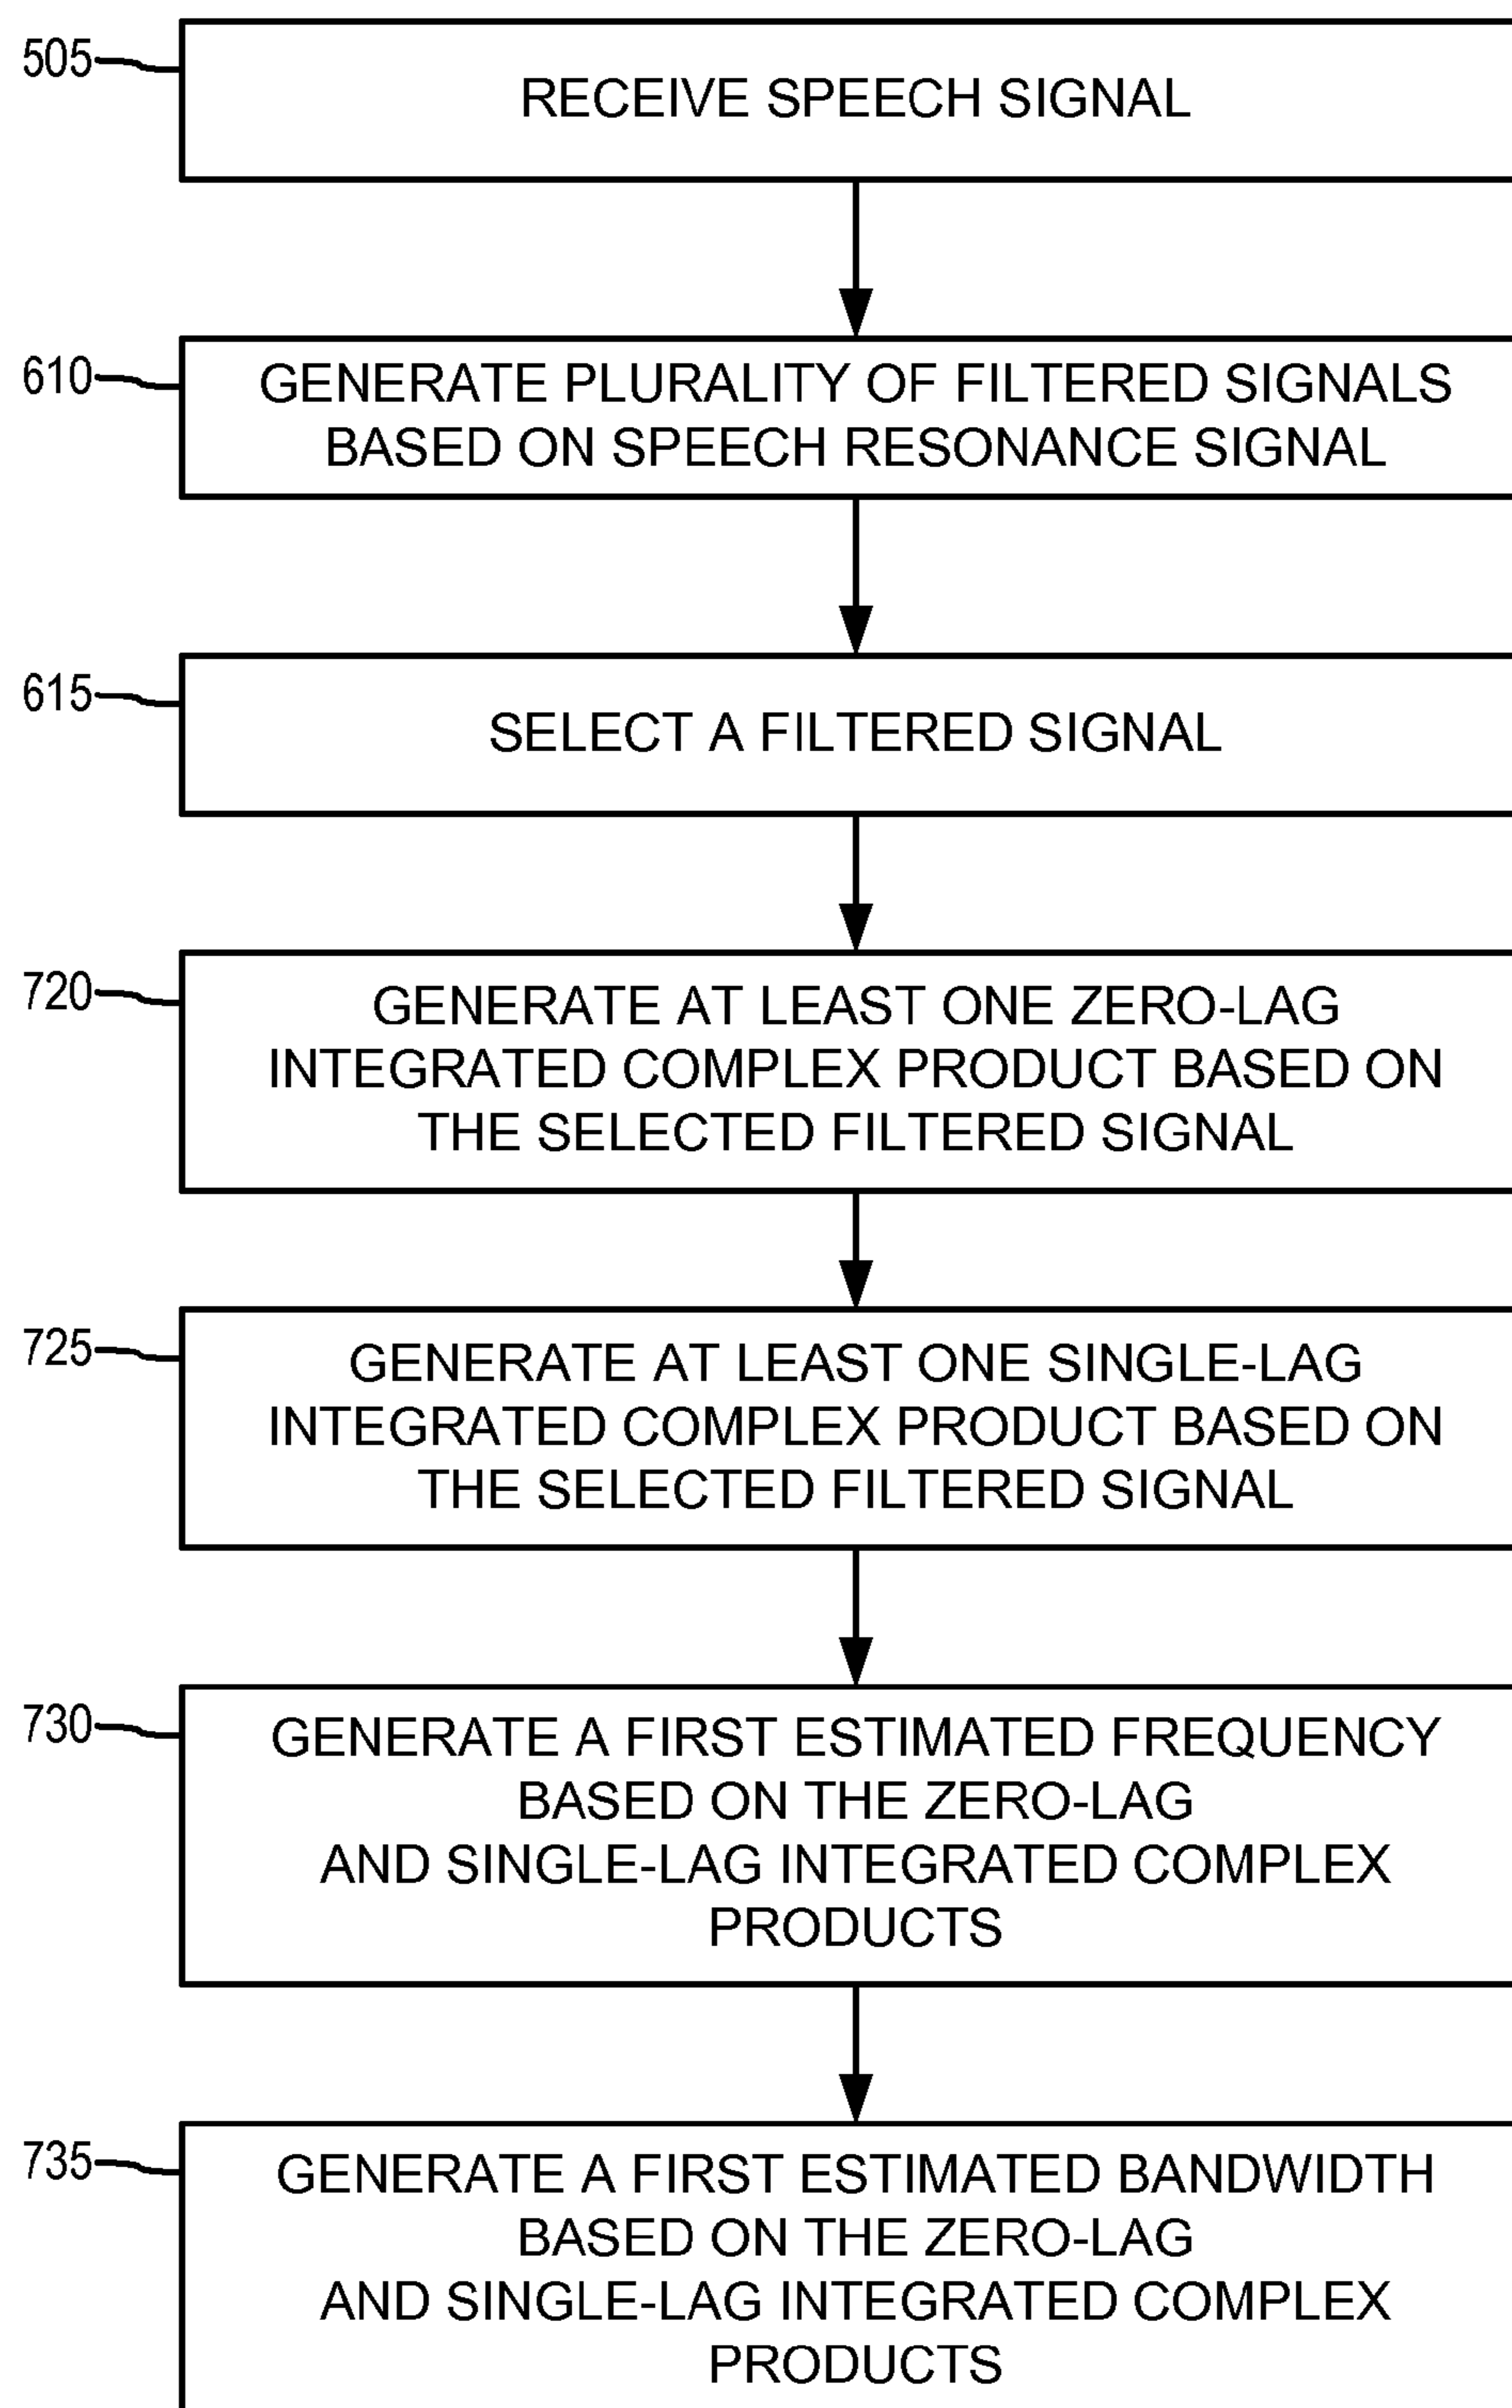 505
RECEIVE SPEECH SIGNAL
610
GENERATE PLURALITY OF FILTERED SIGNALS
BASED ON SPEECH RESONANCE SIGNAL
615
SELECT A FILTERED SIGNAL
720
GENERATE AT LEAST ONE ZERO-LAG
INTEGRATED COMPLEX PRODUCT BASED ON
THE SELECTED FILTERED SIGNAL
725
GENERATE AT LEAST ONE SINGLE-LAG
INTEGRATED COMPLEX PRODUCT BASED ON
THE SELECTED FILTERED SIGNAL
730
GENERATE A FIRST ESTIMATED FREQUENCY
BASED ON THE ZERO-LAG
AND SINGLE-LAG INTEGRATED COMPLEX
PRODUCTS
735
GENERATE A FIRST ESTIMATED BANDWIDTH
BASED ON THE ZERO-LAG
AND SINGLE-LAG INTEGRATED COMPLEX
PRODUCTS